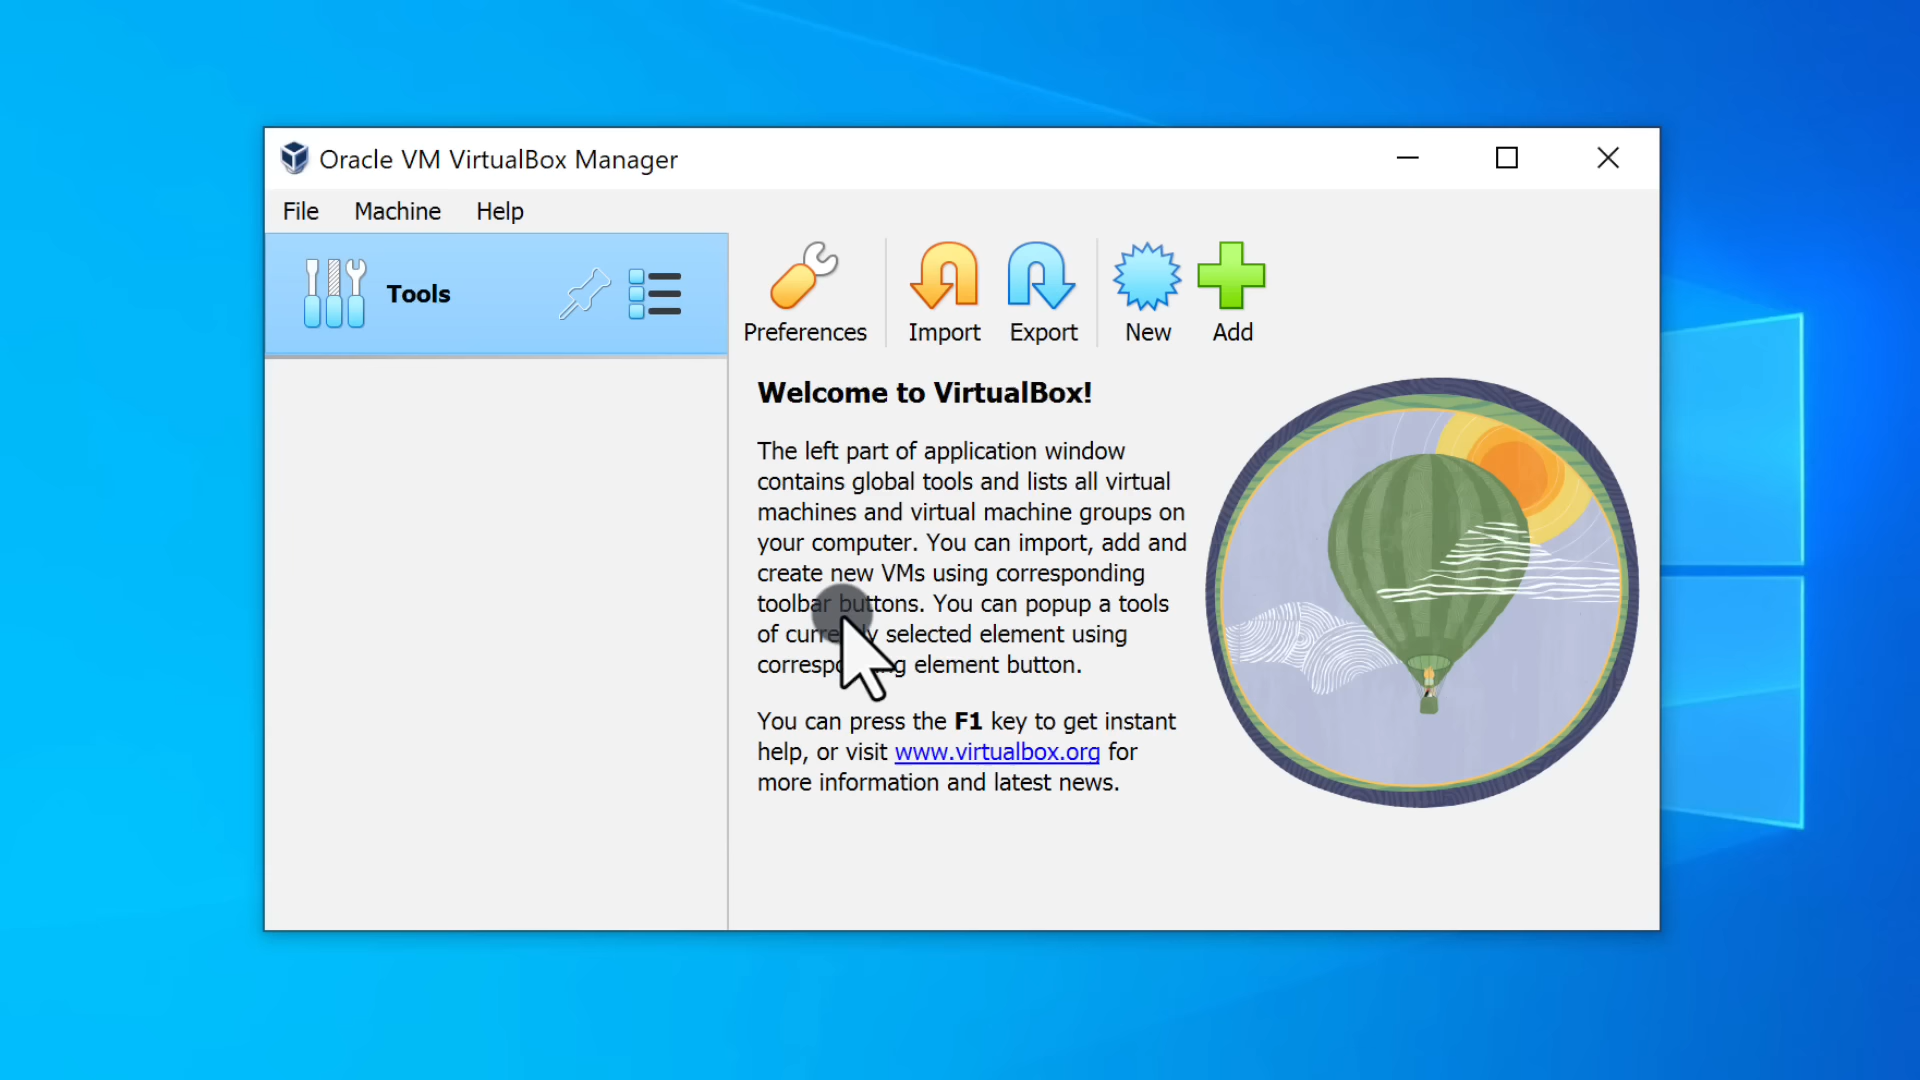 Oracle VM VirtualBox Manager
File Machine Help
Tools
Preferences Import Export New Add
Welcome to VirtualBox!
The left part of application window
contains global tools and lists all virtual
machines and virtual machine groups on
your computer. You can import, add and
create new VMs using corresponding
toolbar buttons. You can popup a tools
of currently selected element using
corresponding element button.
You can press the F1 key to get instant
help, or visit www.virtualbox.org for
more information and latest news.